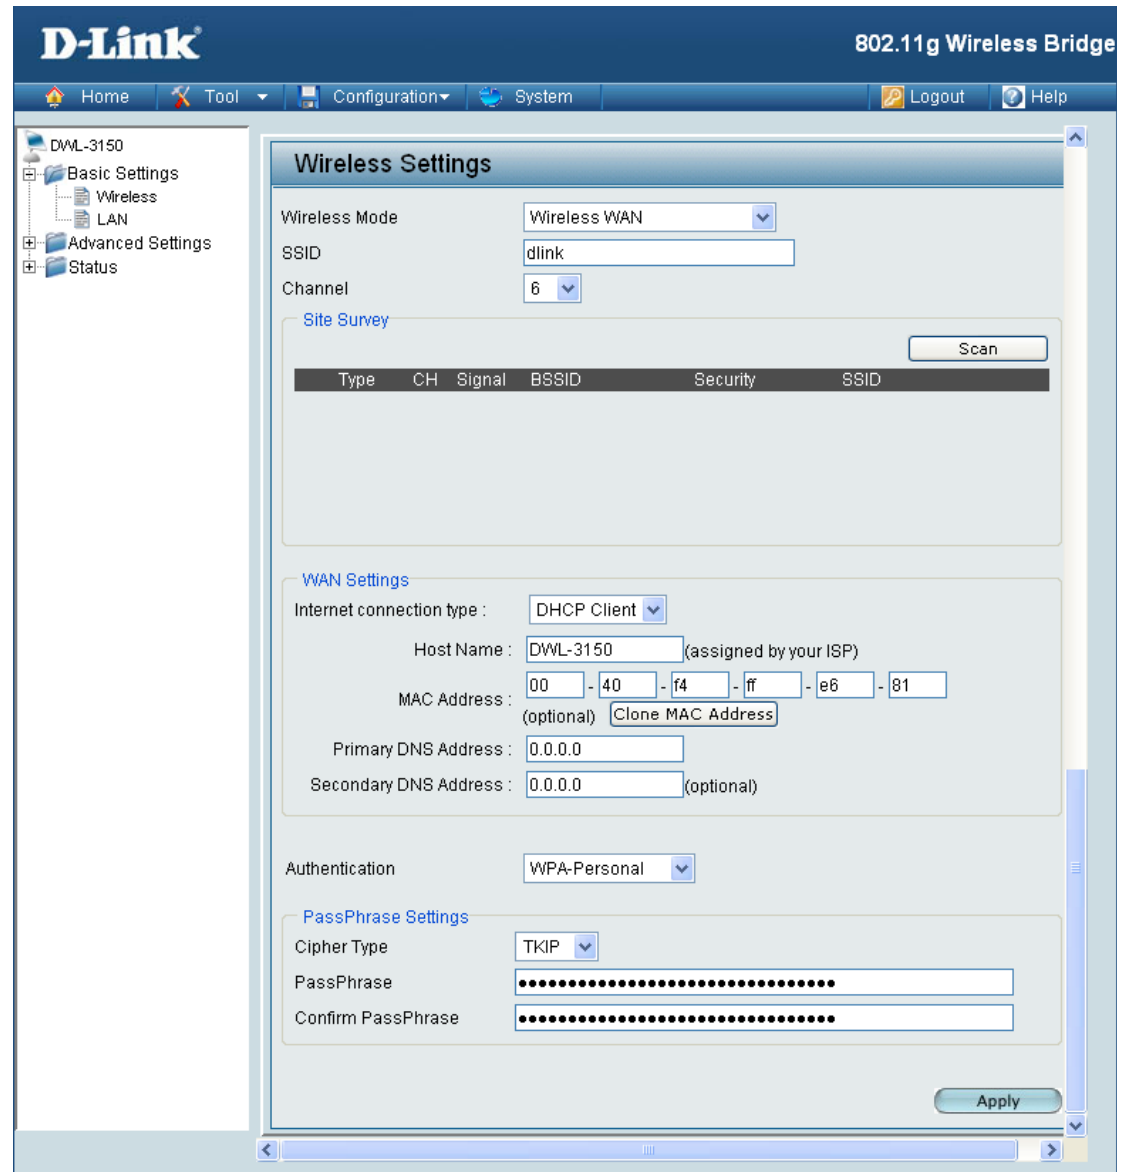 D-Link
802.11g Wireless Bridge
Home Tool Configuration System Logout Help
DWL-3150
Basic Settings
Wireless
LAN
Advanced Settings
Status
Wireless Settings
Wireless Mode Wireless WAN
SSID dlink
Channel 6
Site Survey
Scan
Type CH Signal BSSID Security SSID
WAN Settings
Internet connection type : DHCP Client
Host Name : DWL-3150 (assigned by your ISP)
MAC Address : 00 - 40 - f4 - ff - e6 - 81
(optional) Clone MAC Address
Primary DNS Address : 0.0.0.0
Secondary DNS Address : 0.0.0.0 (optional)
Authentication WPA-Personal
PassPhrase Settings
Cipher Type TKIP
PassPhrase ••••••••••••••••••••••••••••••••
Confirm PassPhrase ••••••••••••••••••••••••••••••••
Apply